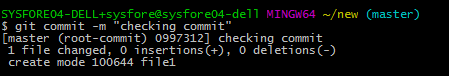 SYSFORE04-DELL+sysfore@sysfore04-dell MINGW64 ~/new (master)
$ git commit -m "checking commit"
[master (root-commit) 0997312] checking commit
 1 file changed, 0 insertions(+), 0 deletions(-)
 create mode 100644 file1